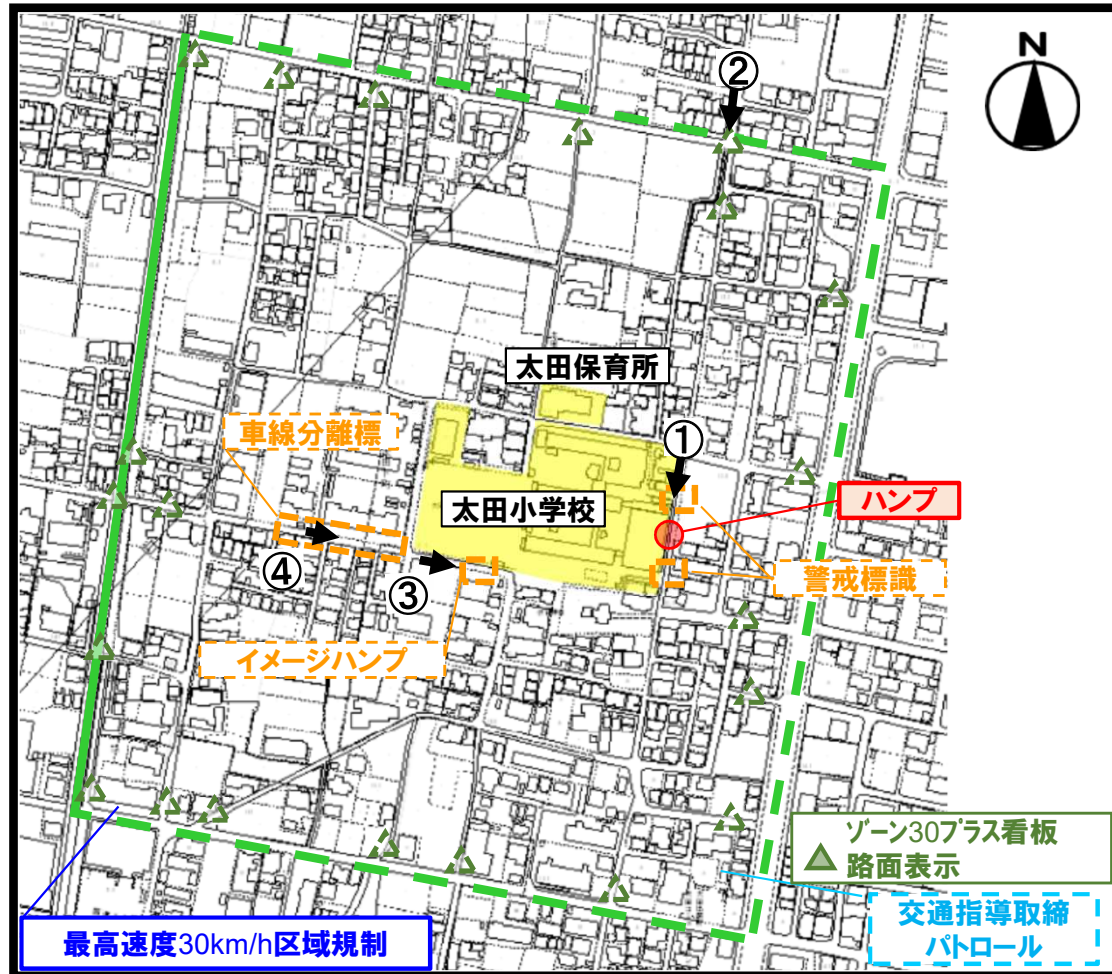 N
②
太田保育所
車線分離標
①
太田小学校
ハンプ
④
③
警戒標識
イメージハンプ
ゾーン30プラス看板
路面表示
交通指導取締
パトロール
最高速度30km/h区域規制